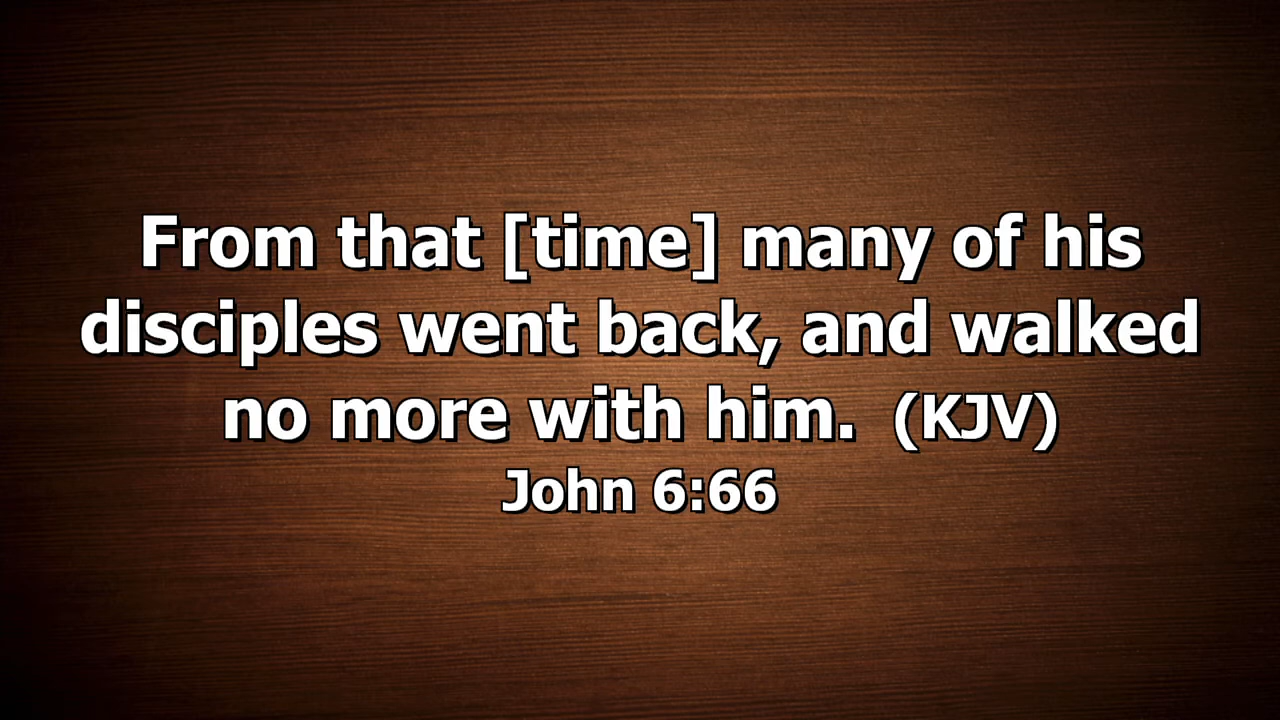 From that [time] many of his
disciples went back, and walked
no more with him. (KJV)
John 6:66